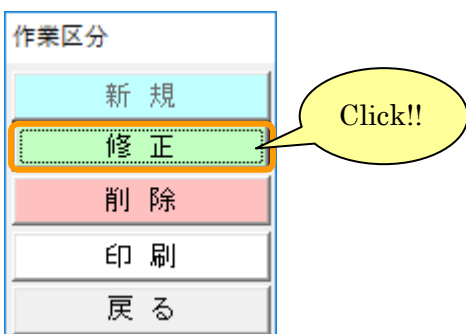 作業区分
新 規
修 正
Click!!
削 除
印 刷
戻 る